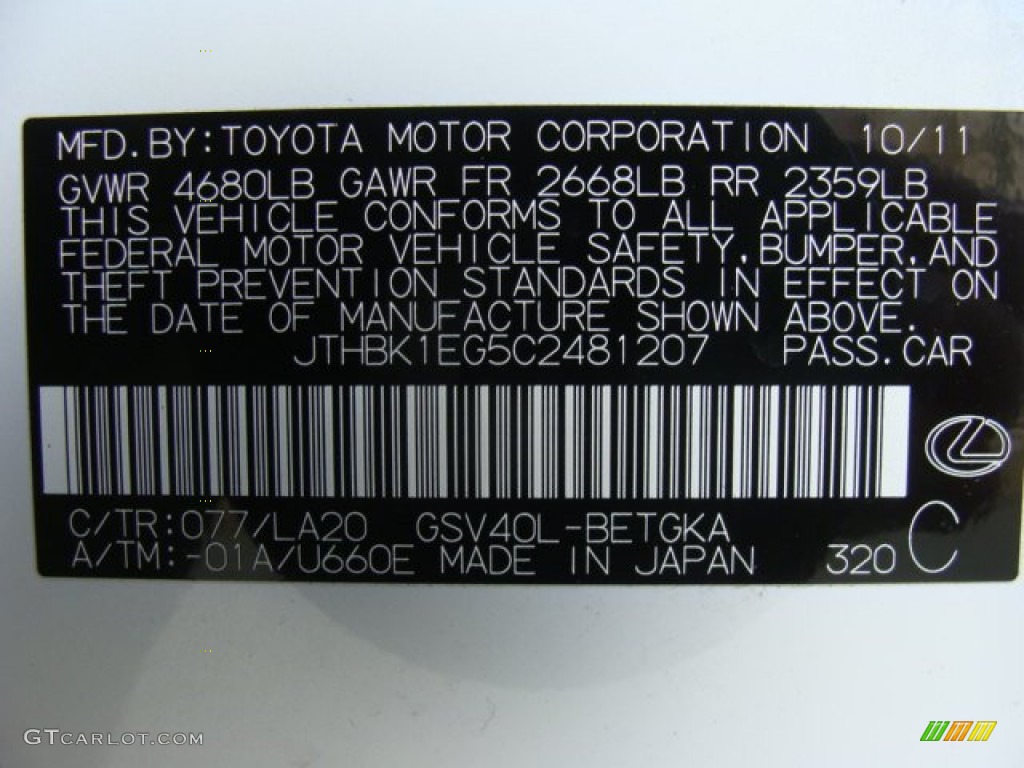 MFD. BY: TOYOTA MOTOR CORPORATION 10/11
GVWR 4680LB GAWR FR 2668LB RR 2359LB
THIS VEHICLE CONFORMS TO ALL APPLICABLE
FEDERAL MOTOR VEHICLE SAFETY, BUMPER, AND
THEFT PREVENTION STANDARDS IN EFFECT ON
THE DATE OF MANUFACTURE SHOWN ABOVE.
JTHBK1EG5C2481207 PASS. CAR
C/TR: 077/LA20 GSV40L-BETGKA
A/TM: -01A/U660E MADE IN JAPAN 320 C
GTCARLOT.COM